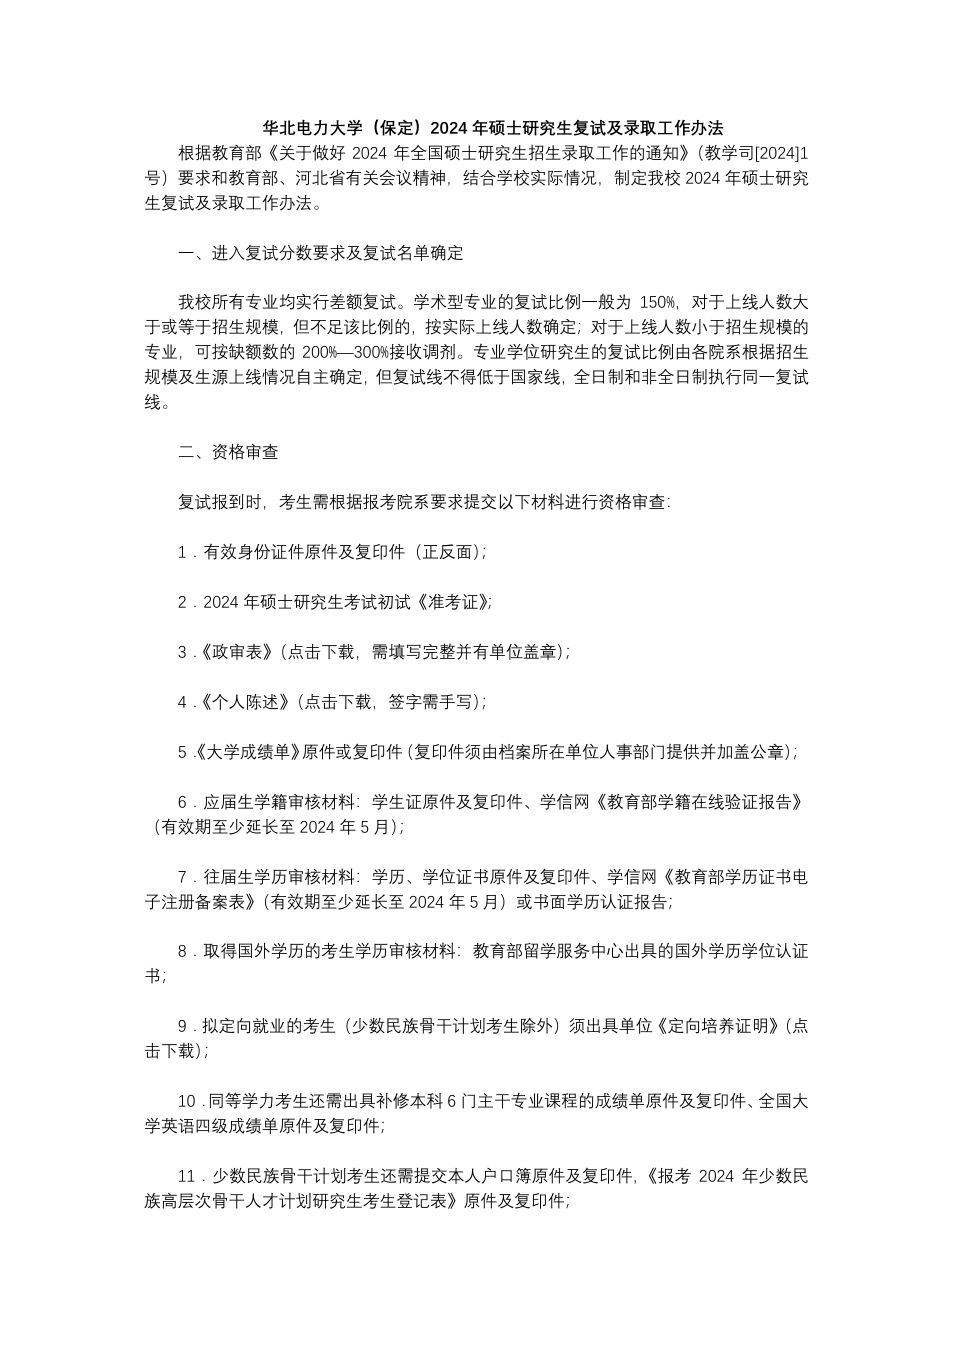 华北电力大学（保定）2024 年硕士研究生复试及录取工作办法
根据教育部《关于做好 2024 年全国硕士研究生招生录取工作的通知》（教学司[2024]1
号）要求和教育部、河北省有关会议精神，结合学校实际情况，制定我校 2024 年硕士研究
生复试及录取工作办法。
一、进入复试分数要求及复试名单确定
我校所有专业均实行差额复试。学术型专业的复试比例一般为 150%，对于上线人数大
于或等于招生规模，但不足该比例的，按实际上线人数确定；对于上线人数小于招生规模的
专业，可按缺额数的 200%—300%接收调剂。专业学位研究生的复试比例由各院系根据招生
规模及生源上线情况自主确定，但复试线不得低于国家线，全日制和非全日制执行同一复试
线。
二、资格审查
复试报到时，考生需根据报考院系要求提交以下材料进行资格审查：
1．有效身份证件原件及复印件（正反面）；
2．2024 年硕士研究生考试初试《准考证》；
3．《政审表》（点击下载，需填写完整并有单位盖章）；
4．《个人陈述》（点击下载，签字需手写）；
5．《大学成绩单》原件或复印件（复印件须由档案所在单位人事部门提供并加盖公章）；
6．应届生学籍审核材料：学生证原件及复印件、学信网《教育部学籍在线验证报告》
（有效期至少延长至 2024 年 5 月）；
7．往届生学历审核材料：学历、学位证书原件及复印件、学信网《教育部学历证书电
子注册备案表》（有效期至少延长至 2024 年 5 月）或书面学历认证报告；
8．取得国外学历的考生学历审核材料：教育部留学服务中心出具的国外学历学位认证
书；
9．拟定向就业的考生（少数民族骨干计划考生除外）须出具单位《定向培养证明》（点
击下载）；
10．同等学力考生还需出具补修本科 6 门主干专业课程的成绩单原件及复印件、全国大
学英语四级成绩单原件及复印件；
11．少数民族骨干计划考生还需提交本人户口簿原件及复印件，《报考 2024 年少数民
族高层次骨干人才计划研究生考生登记表》原件及复印件；